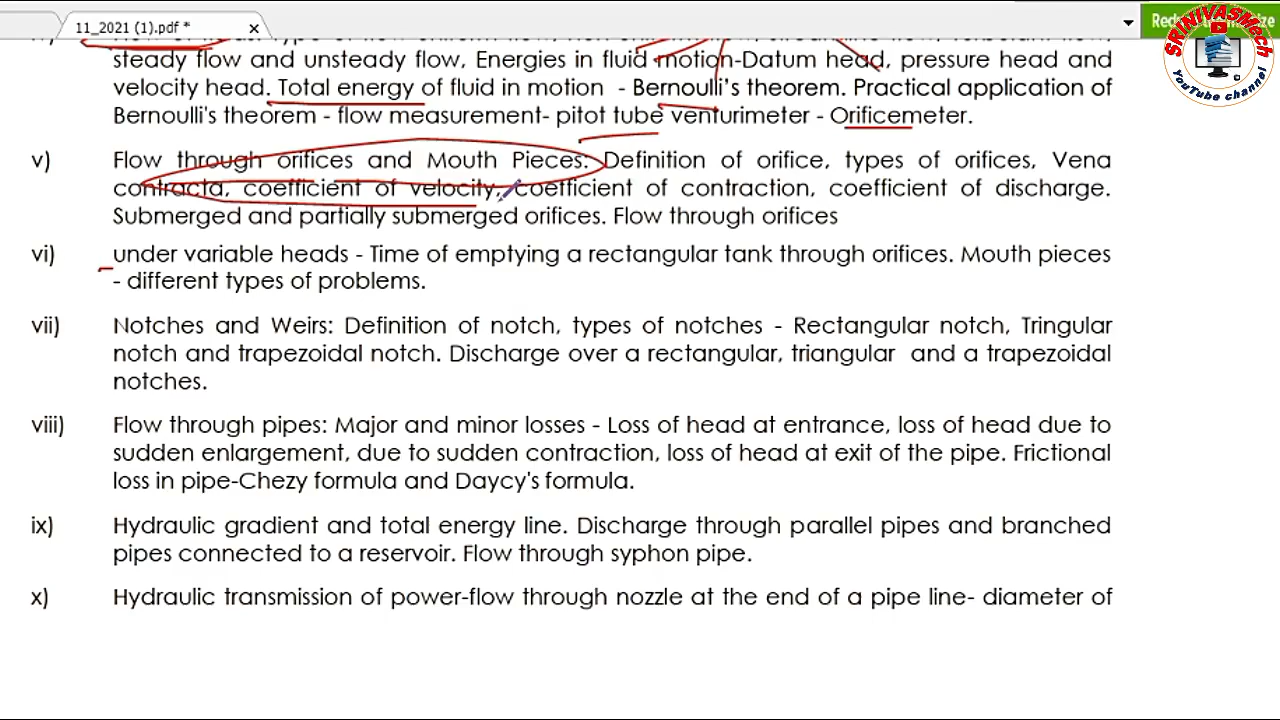 11_2021 (1).pdf *
SRINIVASMech
YouTube channel
steady flow and unsteady flow, Energies in fluid motion-Datum head, pressure head and
velocity head. Total energy of fluid in motion - Bernoulli's theorem. Practical application of
Bernoulli's theorem - flow measurement- pitot tube venturimeter - Orificemeter.
v) Flow through orifices and Mouth Pieces: Definition of orifice, types of orifices, Vena
contracta, coefficient of velocity, coefficient of contraction, coefficient of discharge.
Submerged and partially submerged orifices. Flow through orifices
vi) under variable heads - Time of emptying a rectangular tank through orifices. Mouth pieces
- different types of problems.
vii) Notches and Weirs: Definition of notch, types of notches - Rectangular notch, Tringular
notch and trapezoidal notch. Discharge over a rectangular, triangular and a trapezoidal
notches.
viii) Flow through pipes: Major and minor losses - Loss of head at entrance, loss of head due to
sudden enlargement, due to sudden contraction, loss of head at exit of the pipe. Frictional
loss in pipe-Chezy formula and Daycy's formula.
ix) Hydraulic gradient and total energy line. Discharge through parallel pipes and branched
pipes connected to a reservoir. Flow through syphon pipe.
x) Hydraulic transmission of power-flow through nozzle at the end of a pipe line- diameter of